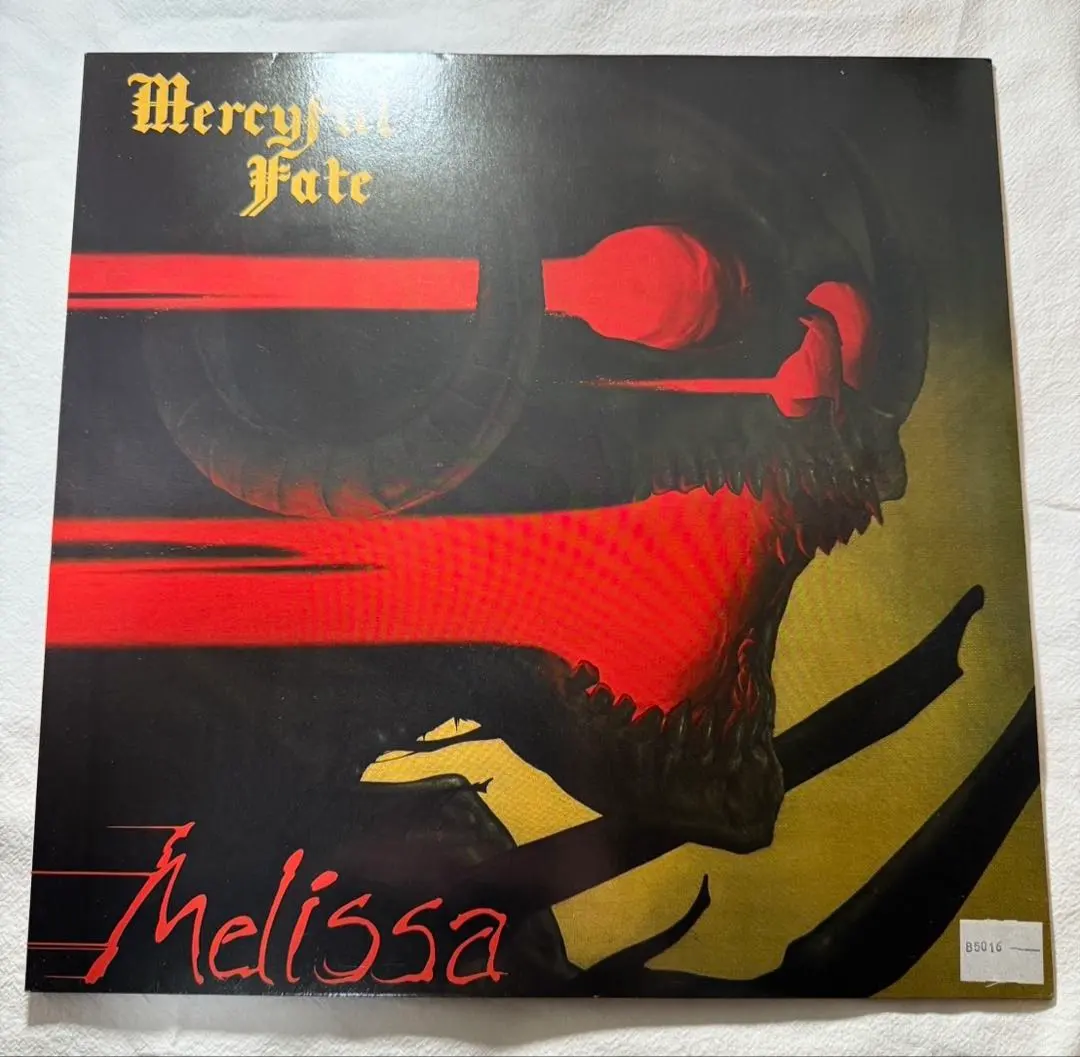 Mercyful
Fate
Melissa
B5016